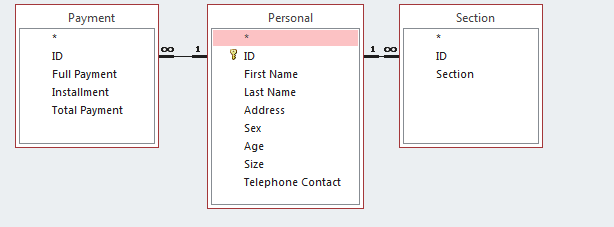 Payment
*
ID
Full Payment
Installment
Total Payment
∞ 1
Personal
*
ID
First Name
Last Name
Address
Sex
Age
Size
Telephone Contact
1 ∞
Section
*
ID
Section